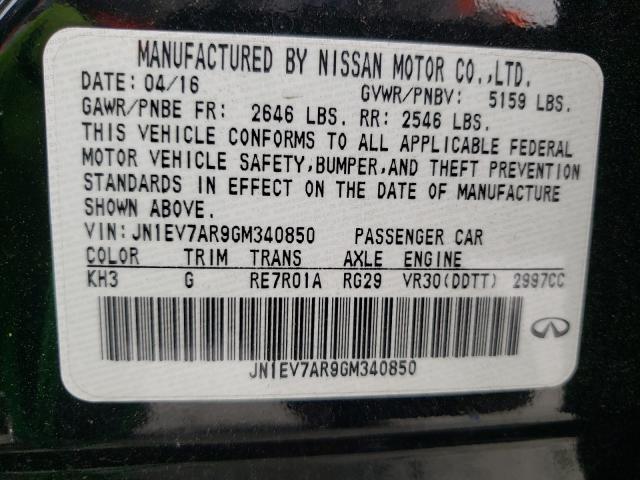 MANUFACTURED BY NISSAN MOTOR CO.,LTD.
DATE: 04/16 GVWR/PNBV: 5159 LBS.
GAWR/PNBE FR: 2646 LBS. RR: 2546 LBS.
THIS VEHICLE CONFORMS TO ALL APPLICABLE FEDERAL
MOTOR VEHICLE SAFETY,BUMPER,AND THEFT PREVENTION
STANDARDS IN EFFECT ON THE DATE OF MANUFACTURE
SHOWN ABOVE.
VIN: JN1EV7AR9GM340850 PASSENGER CAR
COLOR TRIM TRANS AXLE ENGINE
KH3 G RE7R01A RG29 VR30(DDTT) 2997CC
JN1EV7AR9GM340850